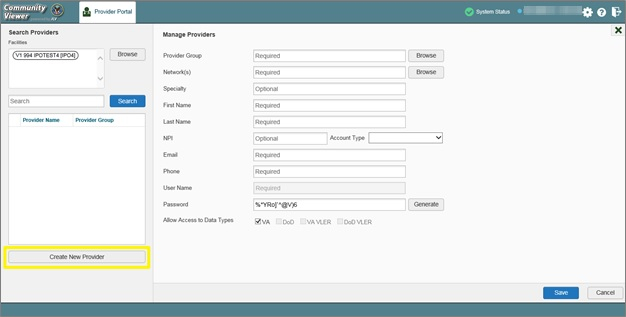 Community
Viewer
Provider Portal
System Status
Search Providers
Facilities
V1 994 IPOTEST4 [IPO4]
Browse
Search
Search
Provider Name Provider Group
Create New Provider
Manage Providers
Provider Group Required Browse
Network(s) Required Browse
Specialty Optional
First Name Required
Last Name Required
NPI Optional Account Type
Email Required
Phone Required
User Name Required
Password Generate
Allow Access to Data Types VA DoD VA VLER DoD VLER
Save Cancel